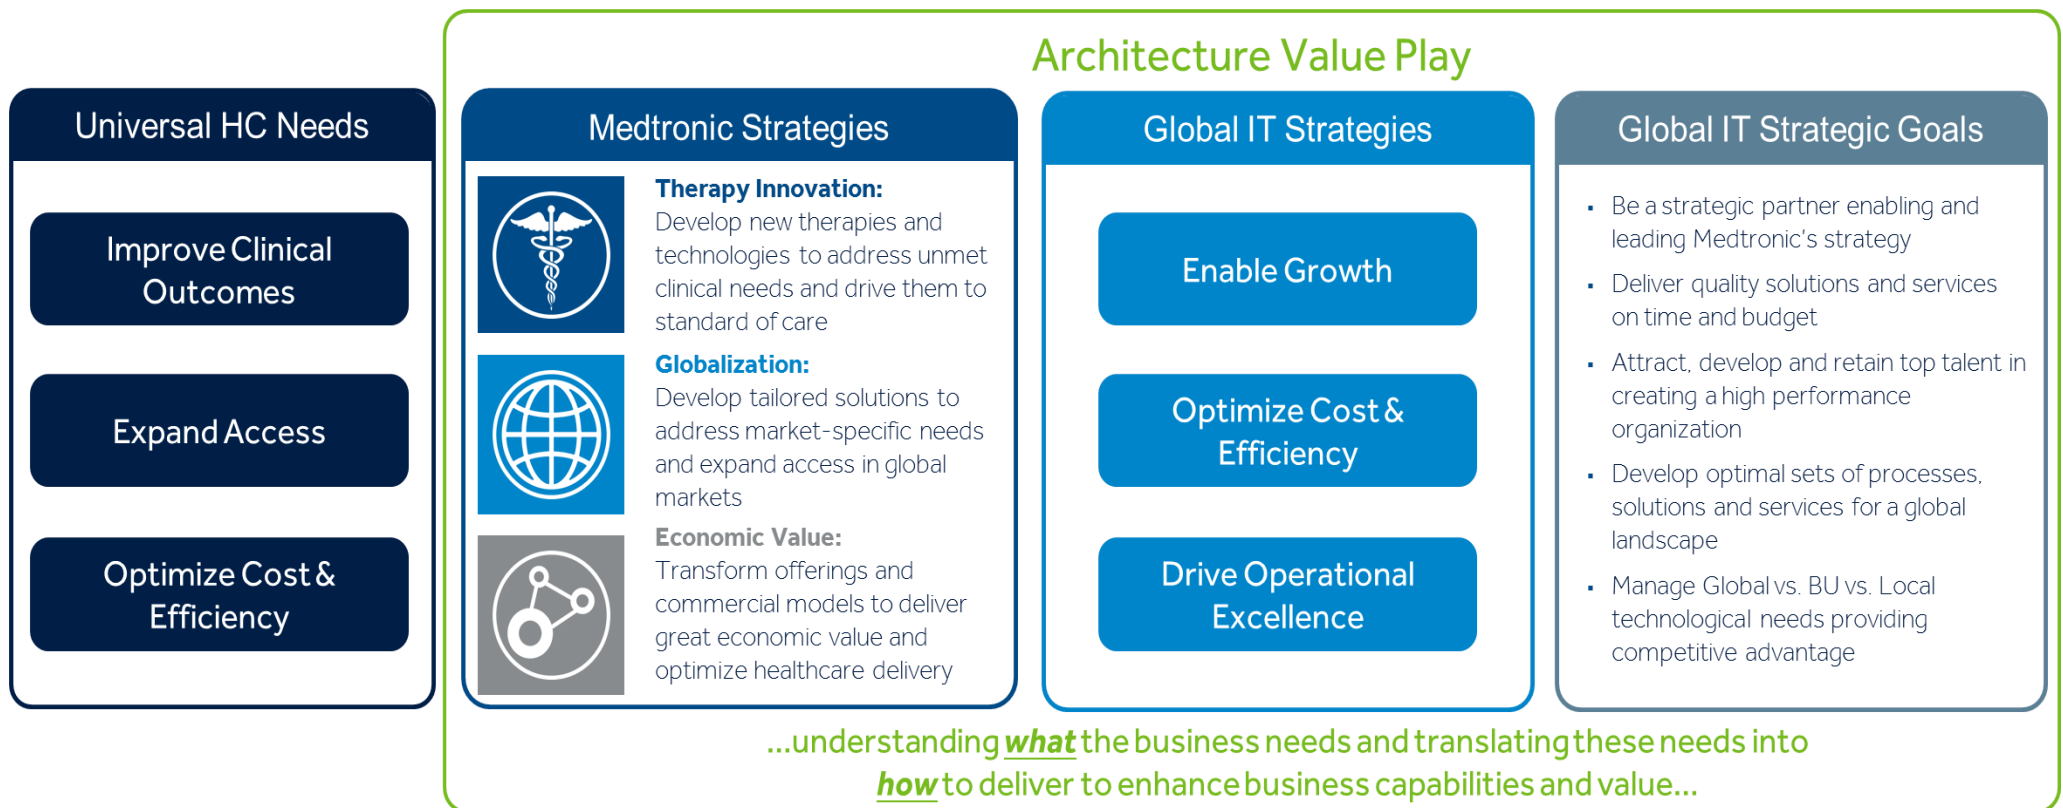 Architecture Value Play
Universal HC Needs
Improve Clinical
Outcomes
Expand Access
Optimize Cost &
Efficiency
Medtronic Strategies
Therapy Innovation:
Develop new therapies and
technologies to address unmet
clinical needs and drive them to
standard of care
Globalization:
Develop tailored solutions to
address market-specific needs
and expand access in global
markets
Economic Value:
Transform offerings and
commercial models to deliver
great economic value and
optimize healthcare delivery
Global IT Strategies
Enable Growth
Optimize Cost &
Efficiency
Drive Operational
Excellence
Global IT Strategic Goals
▪ Be a strategic partner enabling and
leading Medtronic's strategy
▪ Deliver quality solutions and services
on time and budget
▪ Attract, develop and retain top talent in
creating a high performance
organization
▪ Develop optimal sets of processes,
solutions and services for a global
landscape
▪ Manage Global vs. BU vs. Local
technological needs providing
competitive advantage
...understanding what the business needs and translating these needs into
how to deliver to enhance business capabilities and value...